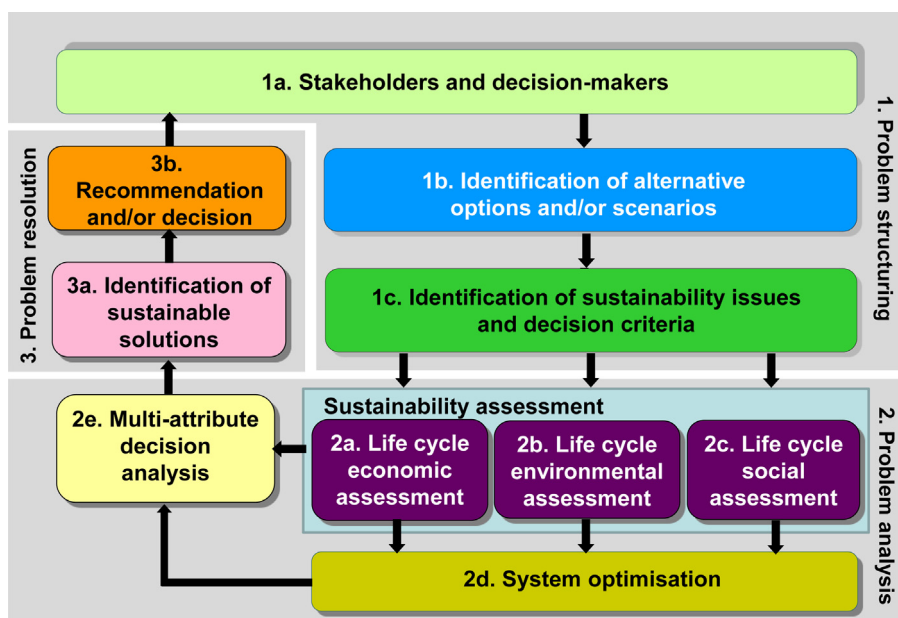 1a. Stakeholders and decision-makers
1. Problem structuring
3b.
Recommendation
and/or decision
1b. Identification of alternative
options and/or scenarios
3. Problem resolution
3a. Identification of
sustainable
solutions
1c. Identification of sustainability issues
and decision criteria
2e. Multi-attribute
decision
analysis
Sustainability assessment
2a. Life cycle
economic
assessment
2b. Life cycle
environmental
assessment
2c. Life cycle
social
assessment
2. Problem analysis
2d. System optimisation